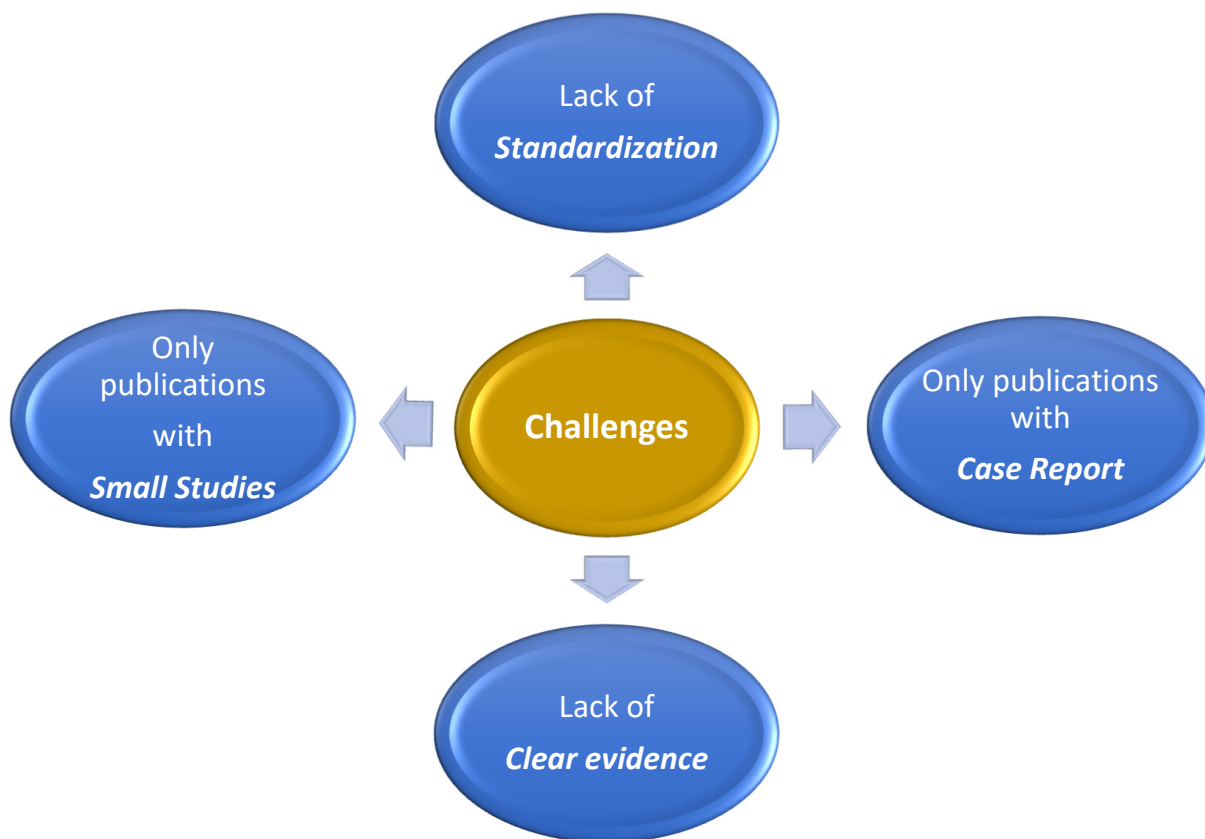 Lack of
Standardization
Only
publications
with
Small Studies
Challenges
Only publications
with
Case Report
Lack of
Clear evidence